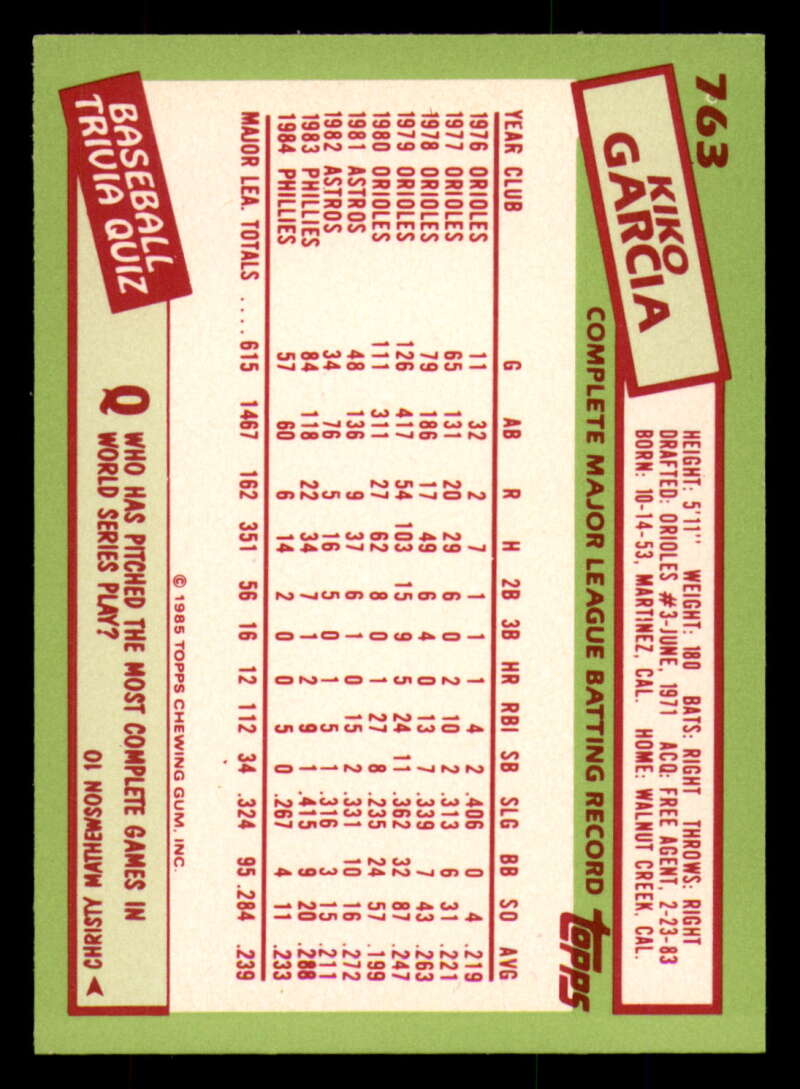 763
KIKO
GARCIA
HEIGHT: 5'11" WEIGHT: 180 BATS: RIGHT THROWS: RIGHT
DRAFTED: ORIOLES #3-JUNE, 1971 ACQ: FREE AGENT, 2-23-83
BORN: 10-14-53, MARTINEZ, CAL. HOME: WALNUT CREEK, CAL.
COMPLETE MAJOR LEAGUE BATTING RECORD
topps
YEAR CLUB G AB R H 2B 3B HR RBI SB SLG BB SO AVG
1976 ORIOLES 11 32 2 7 1 1 1 4 2 .406 0 4 .219
1977 ORIOLES 65 131 20 29 6 0 2 10 2 .313 6 31 .221
1978 ORIOLES 79 186 17 49 6 4 0 13 7 .339 7 43 .263
1979 ORIOLES 126 417 54 103 15 9 5 24 11 .362 32 87 .247
1980 ORIOLES 111 311 27 62 8 0 1 27 8 .235 24 57 .199
1981 ASTROS 48 136 9 37 6 1 0 15 2 .331 10 16 .272
1982 ASTROS 34 76 5 16 5 0 1 5 1 .316 3 15 .211
1983 PHILLIES 84 118 22 34 7 1 2 9 1 .415 9 20 .288
1984 PHILLIES 57 60 6 14 2 0 0 5 0 .267 4 11 .233
MAJOR LEA. TOTALS .... 615 1467 162 351 56 16 12 112 34 .324 95 .284 .239
© 1985 TOPPS CHEWING GUM, INC.
BASEBALL
TRIVIA QUIZ
Q WHO HAS PITCHED THE MOST COMPLETE GAMES IN
WORLD SERIES PLAY?
CHRISTY MATHEWSON
10